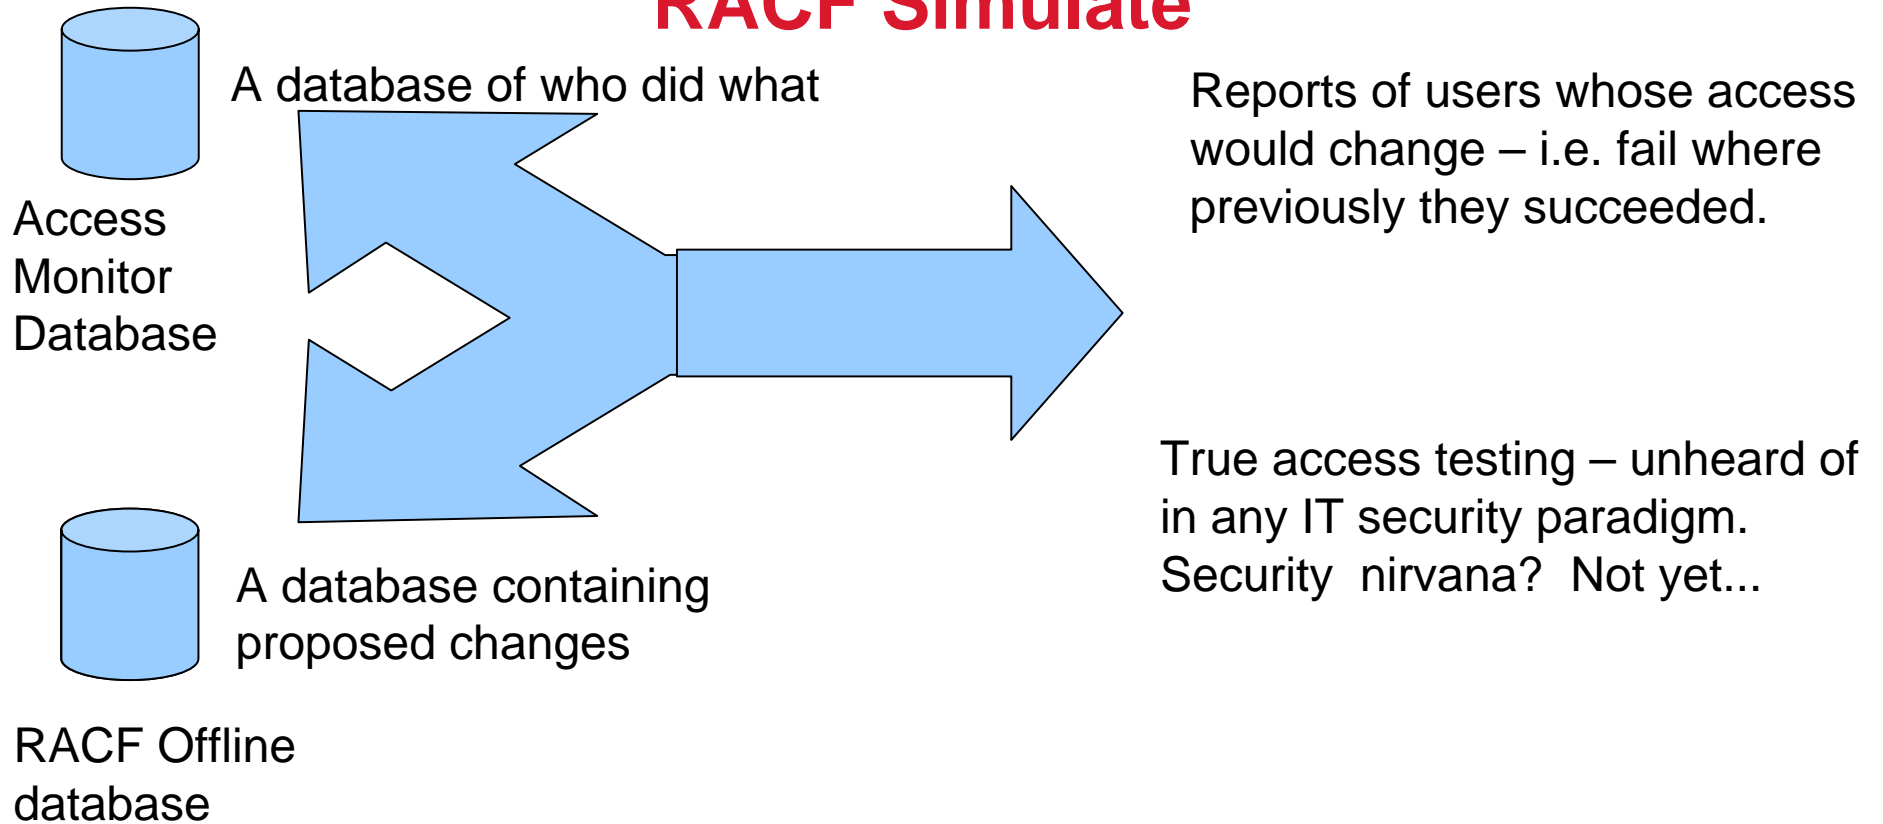 RACF Simulate
A database of who did what
Access
Monitor
Database
Reports of users whose access
would change – i.e. fail where
previously they succeeded.
A database containing
proposed changes
RACF Offline
database
True access testing – unheard of
in any IT security paradigm.
Security nirvana? Not yet...